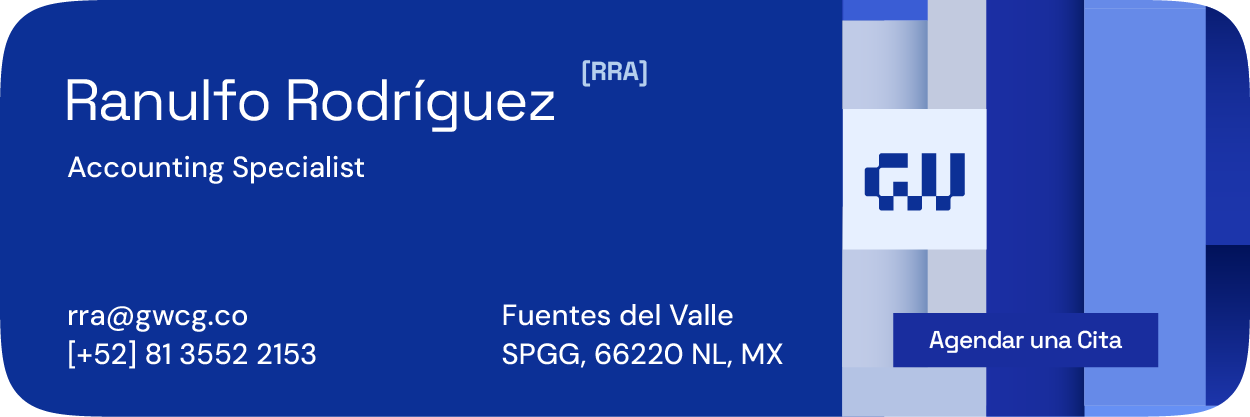 [RRA]
Ranulfo Rodríguez
Accounting Specialist
GW
rra@gwcg.co
[+52] 81 3552 2153
Fuentes del Valle
SPGG, 66220 NL, MX
Agendar una Cita